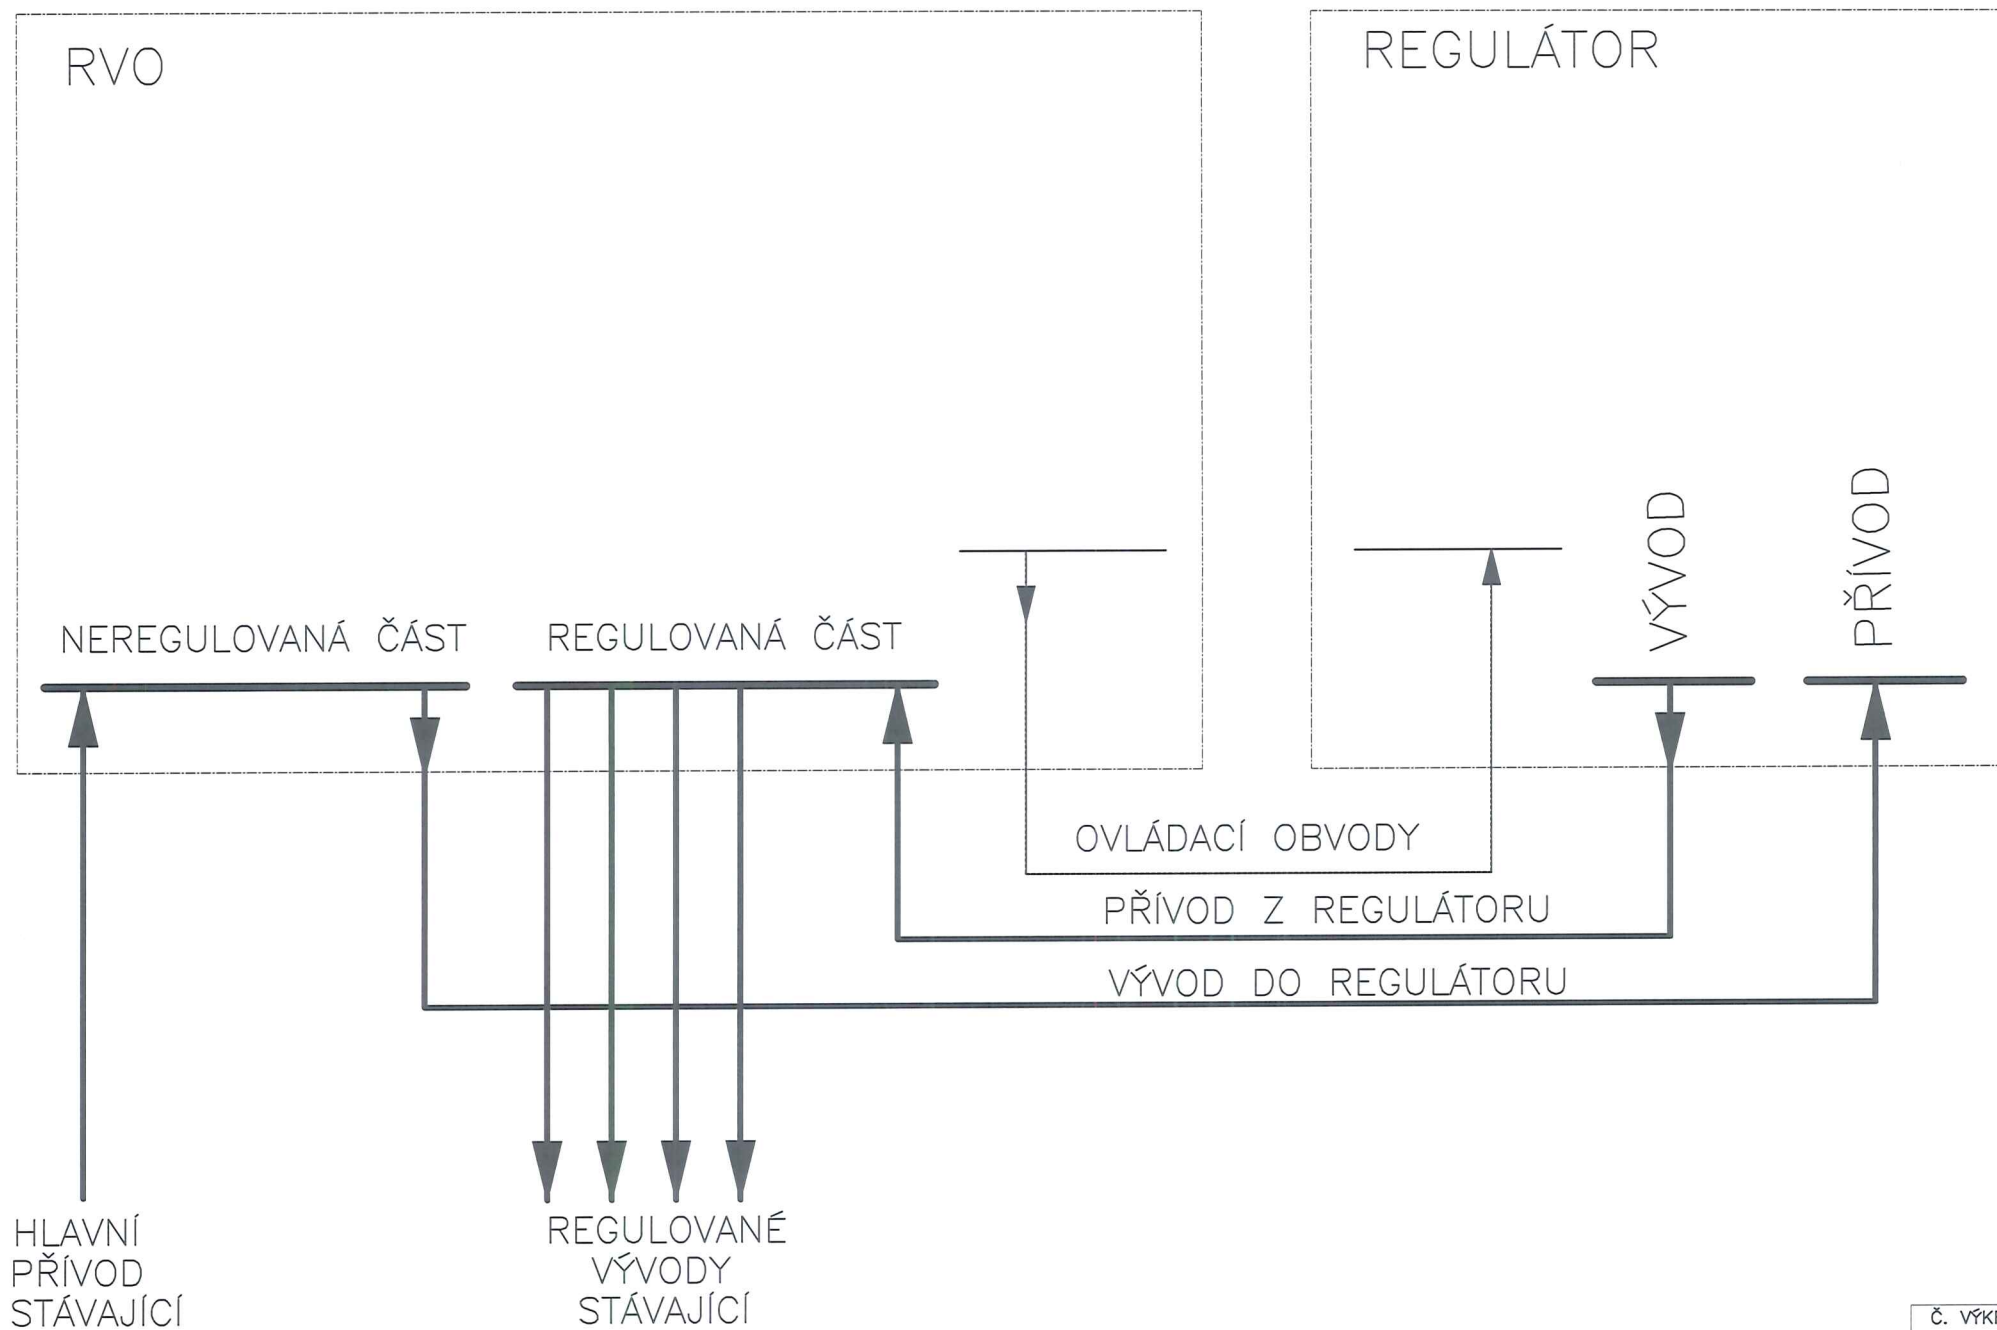 RVO
REGULÁTOR
VÝVOD
PŘÍVOD
NEREGULOVANÁ ČÁST
REGULOVANÁ ČÁST
OVLÁDACÍ OBVODY
PŘÍVOD Z REGULÁTORU
VÝVOD DO REGULÁTORU
HLAVNÍ
PŘÍVOD
STÁVAJÍCÍ
REGULOVANÉ
VÝVODY
STÁVAJÍCÍ
Č.